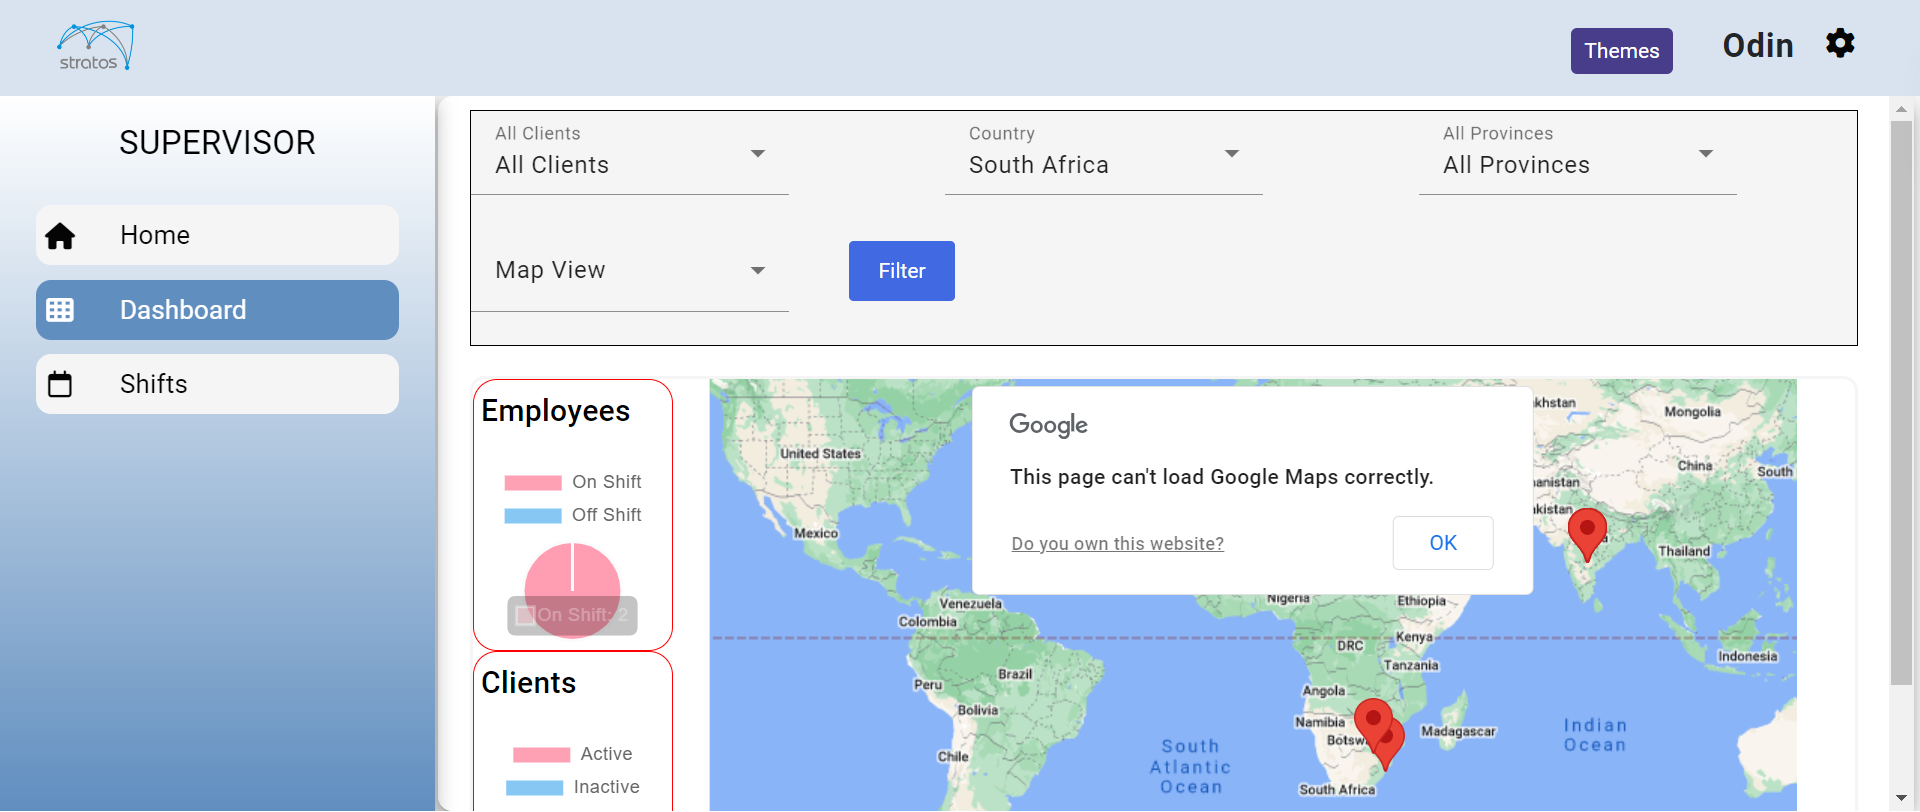 stratos
Themes
Odin
SUPERVISOR
Home
Dashboard
Shifts
All Clients
All Clients
Country
South Africa
All Provinces
All Provinces
Map View
Filter
Employees
On Shift
Off Shift
On Shift: 2
Clients
Active
Inactive
Google
This page can't load Google Maps correctly.
Do you own this website?
OK
United States
Mexico
Venezuela
Colombia
Brazil
Peru
Bolivia
Chile
South
Atlantic
Ocean
Nigeria
Ethiopia
Kenya
DRC
Tanzania
Angola
Namibia
Botsw
Madagascar
South Africa
khstan
Mongolia
China
South
anistan
kistan
Thailand
Indonesia
Indian
Ocean